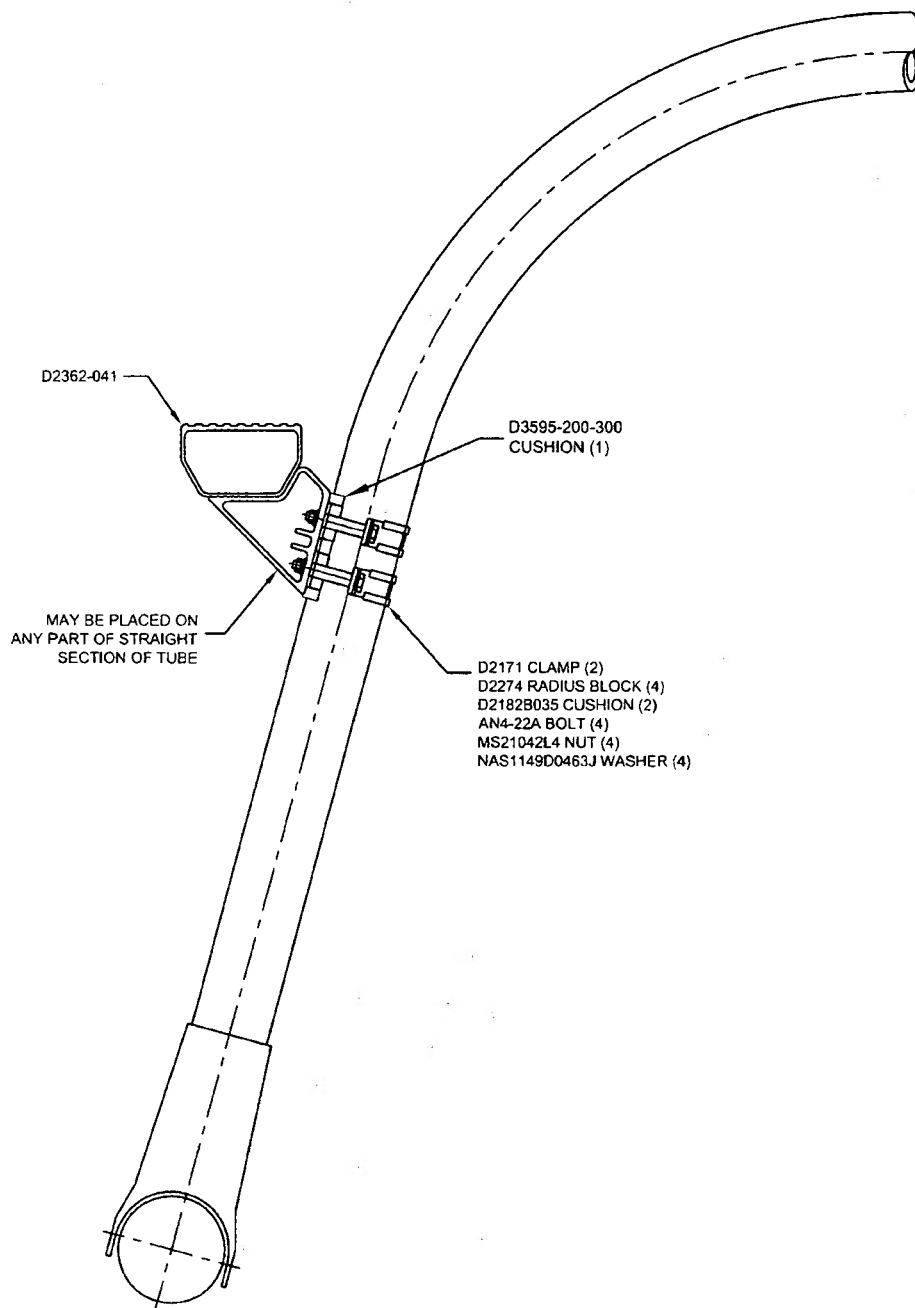 D2362-041
D3595-200-300
CUSHION (1)
MAY BE PLACED ON
ANY PART OF STRAIGHT
SECTION OF TUBE
D2171 CLAMP (2)
D2274 RADIUS BLOCK (4)
D2182B035 CUSHION (2)
AN4-22A BOLT (4)
MS21042L4 NUT (4)
NAS1149D0463J WASHER (4)